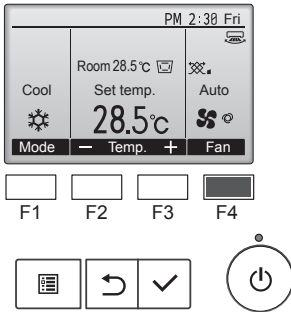 PM 2:30 Fri
Room 28.5℃
Cool Set temp. Auto
28.5℃
Mode − Temp. + Fan
F1 F2 F3 F4